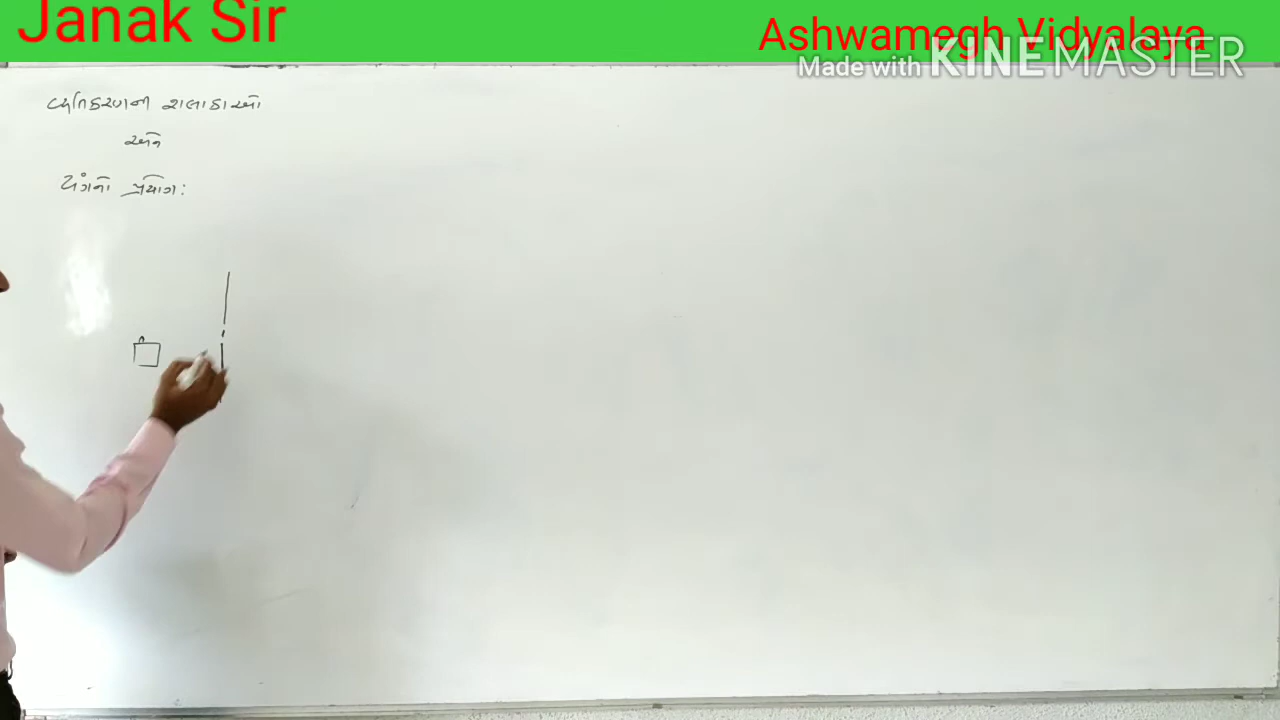 Janak Sir
Ashwamegh Vidyalaya
Made with KINEMASTER
વ્યતિકરણની શલાકાઓ
અને
યંગનો પ્રયોગ: